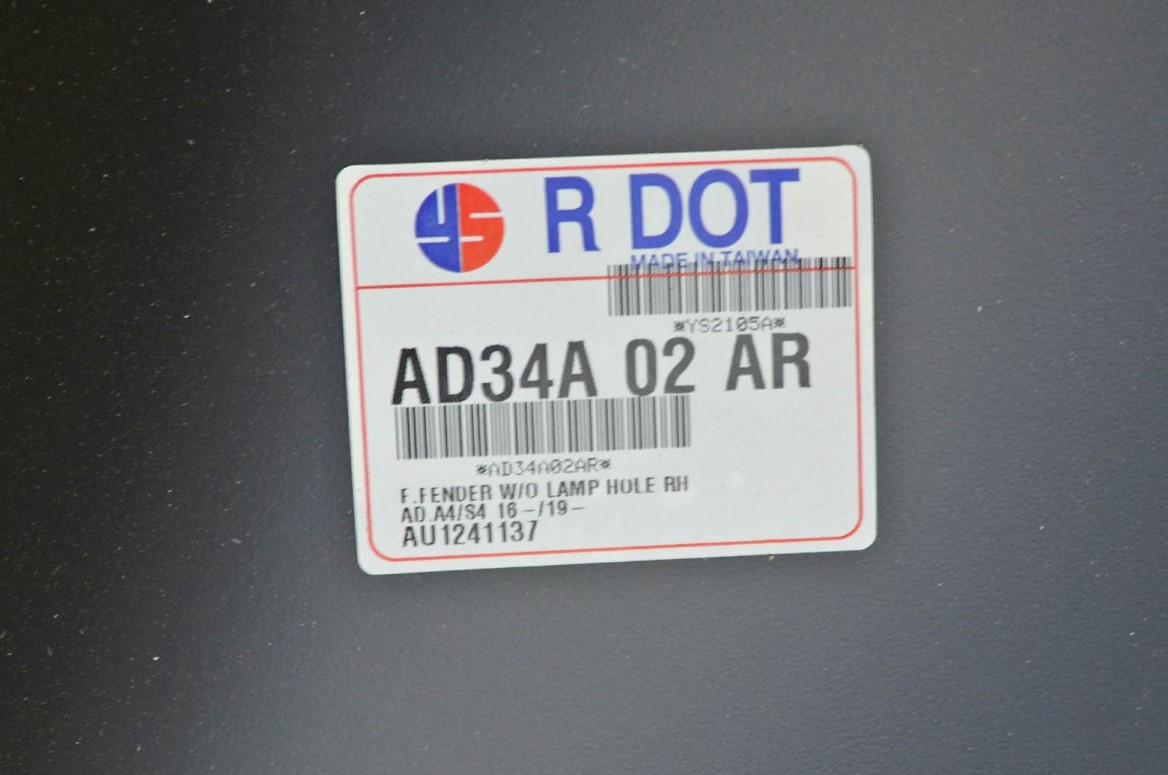 YS R DOT
MADE IN TAIWAN
*YS2105A*
AD34A 02 AR
*AD34A02AR*
F.FENDER W/O LAMP HOLE RH
AD.A4/S4 16-/19-
AU1241137